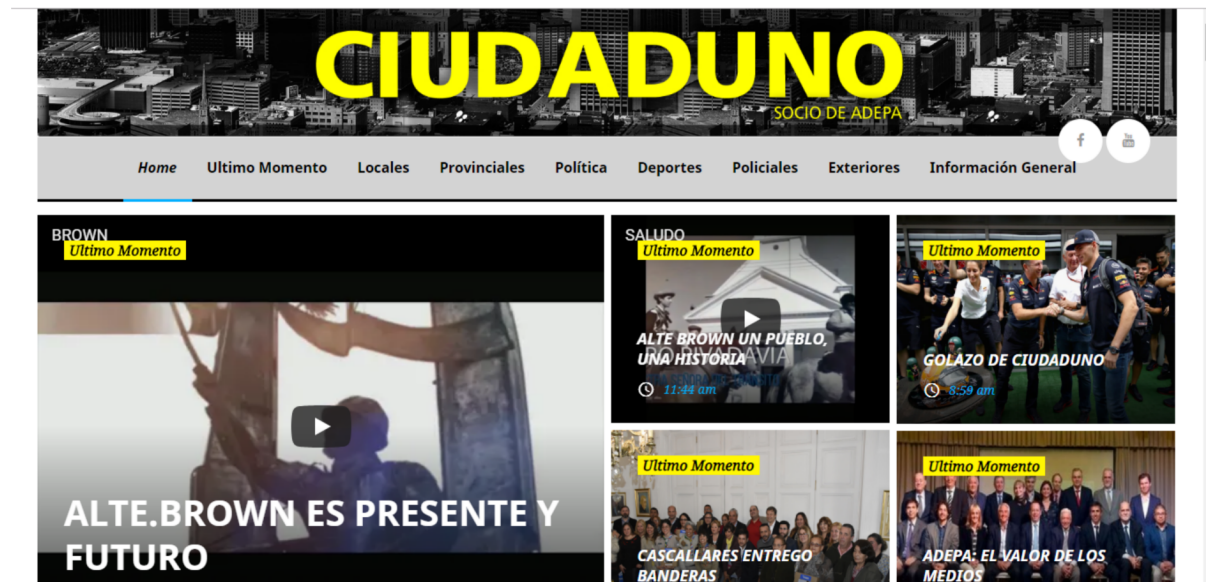 CIUDADUNO
SOCIO DE ADEPA
Home Ultimo Momento Locales Provinciales Política Deportes Policiales Exteriores Información General
BROWN
Ultimo Momento
ALTE.BROWN ES PRESENTE Y
FUTURO
SALUDO
Ultimo Momento
ALTE BROWN UN PUEBLO,
UNA HISTORIA
11:44 am
Ultimo Momento
GOLAZO DE CIUDADUNO
8:59 am
Ultimo Momento
CASCALLARES ENTREGO
BANDERAS
Ultimo Momento
ADEPA: EL VALOR DE LOS
MEDIOS